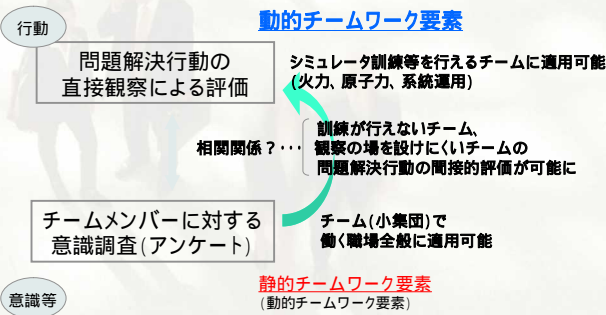 行動
動的チームワーク要素
問題解決行動の
直接観察による評価
シミュレータ訓練等を行えるチームに適用可能
(火力、原子力、系統運用)
相関関係？･･･
訓練が行えないチーム、
観察の場を設けにくいチームの
問題解決行動の間接的評価が可能に
チームメンバーに対する
意識調査(アンケート)
チーム(小集団)で
働く職場全般に適用可能
意識等
静的チームワーク要素
(動的チームワーク要素)